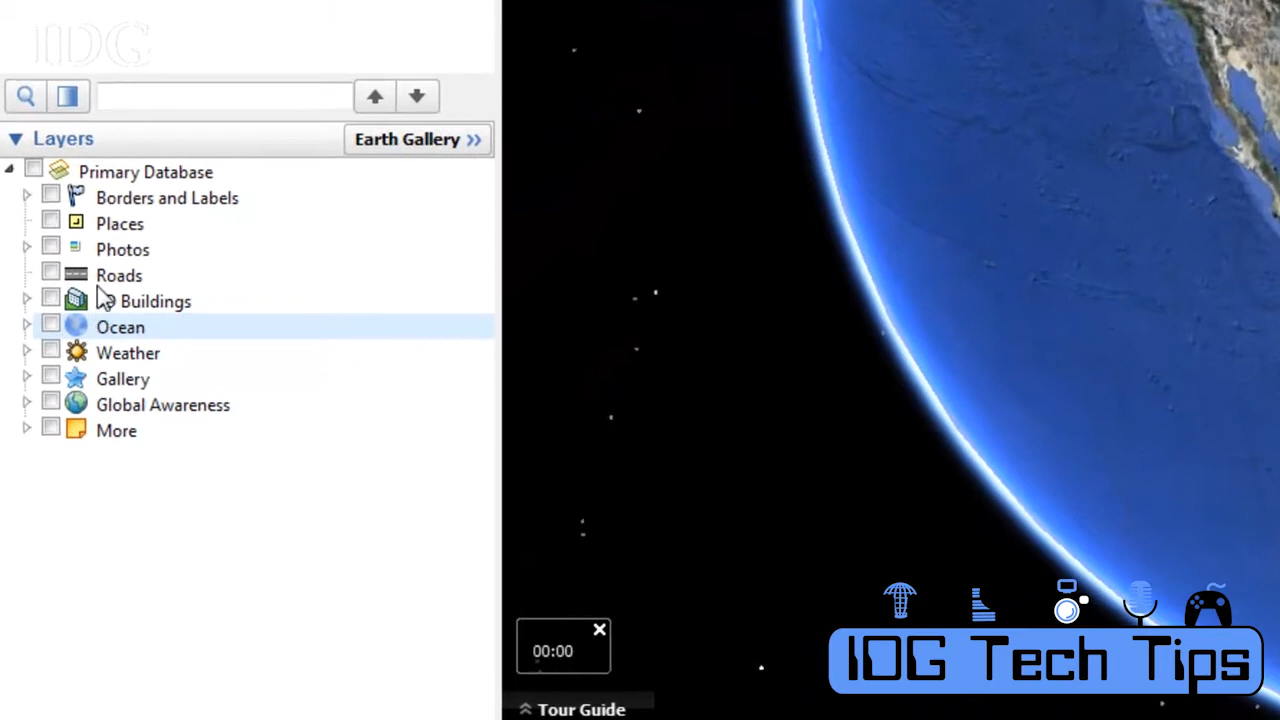 IDG
Layers
Earth Gallery »
Primary Database
Borders and Labels
Places
Photos
Roads
Buildings
Ocean
Weather
Gallery
Global Awareness
More
00:00
Tour Guide
IDG Tech Tips